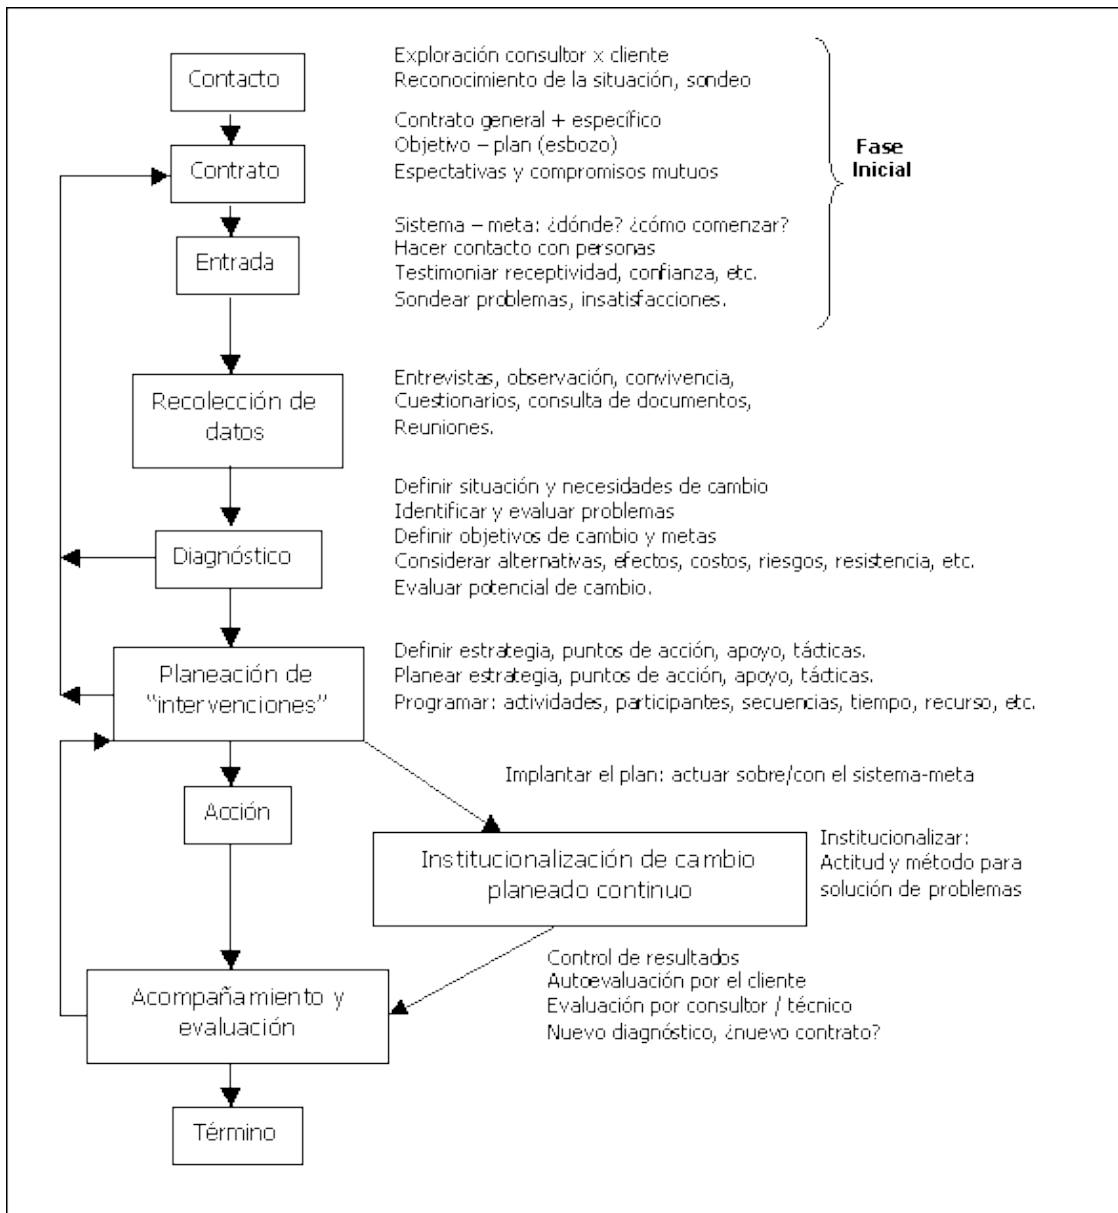 Contacto
Exploración consultor x cliente
Reconocimiento de la situación, sondeo
Contrato
Contrato general + específico
Objetivo – plan (esbozo)
Espectativas y compromisos mutuos
Fase
Inicial
Entrada
Sistema – meta: ¿dónde? ¿cómo comenzar?
Hacer contacto con personas
Testimoniar receptividad, confianza, etc.
Sondear problemas, insatisfacciones.
Recolección de
datos
Entrevistas, observación, convivencia,
Cuestionarios, consulta de documentos,
Reuniones.
Diagnóstico
Definir situación y necesidades de cambio
Identificar y evaluar problemas
Definir objetivos de cambio y metas
Considerar alternativas, efectos, costos, riesgos, resistencia, etc.
Evaluar potencial de cambio.
Planeación de
“intervenciones”
Definir estrategia, puntos de acción, apoyo, tácticas.
Planear estrategia, puntos de acción, apoyo, tácticas.
Programar: actividades, participantes, secuencias, tiempo, recurso, etc.
Implantar el plan: actuar sobre/con el sistema-meta
Acción
Institucionalización de cambio
planeado continuo
Institucionalizar:
Actitud y método para
solución de problemas
Acompañamiento y
evaluación
Control de resultados
Autoevaluación por el cliente
Evaluación por consultor / técnico
Nuevo diagnóstico, ¿nuevo contrato?
Término